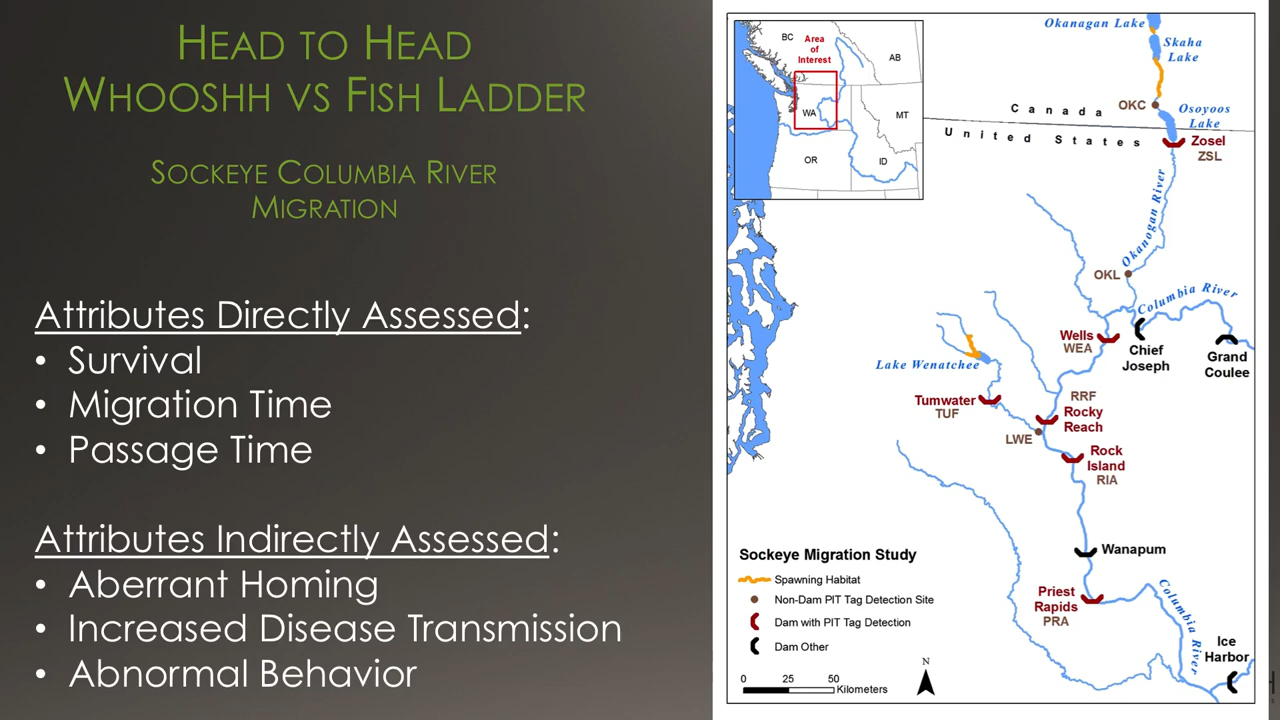 HEAD TO HEAD
WHOOSHH VS FISH LADDER
SOCKEYE COLUMBIA RIVER
MIGRATION
Attributes Directly Assessed:
• Survival
• Migration Time
• Passage Time
Attributes Indirectly Assessed:
• Aberrant Homing
• Increased Disease Transmission
• Abnormal Behavior
BC
Area
of
Interest
AB
WA
MT
OR
ID
Okanagan Lake
Skaha
Lake
OKC
Osoyoos
Lake
Canada
United States
Zosel
ZSL
Okanogan River
OKL
Columbia River
Wells
WEA
Chief
Joseph
Grand
Coulee
Lake Wenatchee
Tumwater
TUF
RRF
Rocky
Reach
LWE
Rock
Island
RIA
Wanapum
Priest
Rapids
PRA
Columbia River
Ice
Harbor
Sockeye Migration Study
Spawning Habitat
Non-Dam PIT Tag Detection Site
Dam with PIT Tag Detection
Dam Other
0 25 50
Kilometers
N